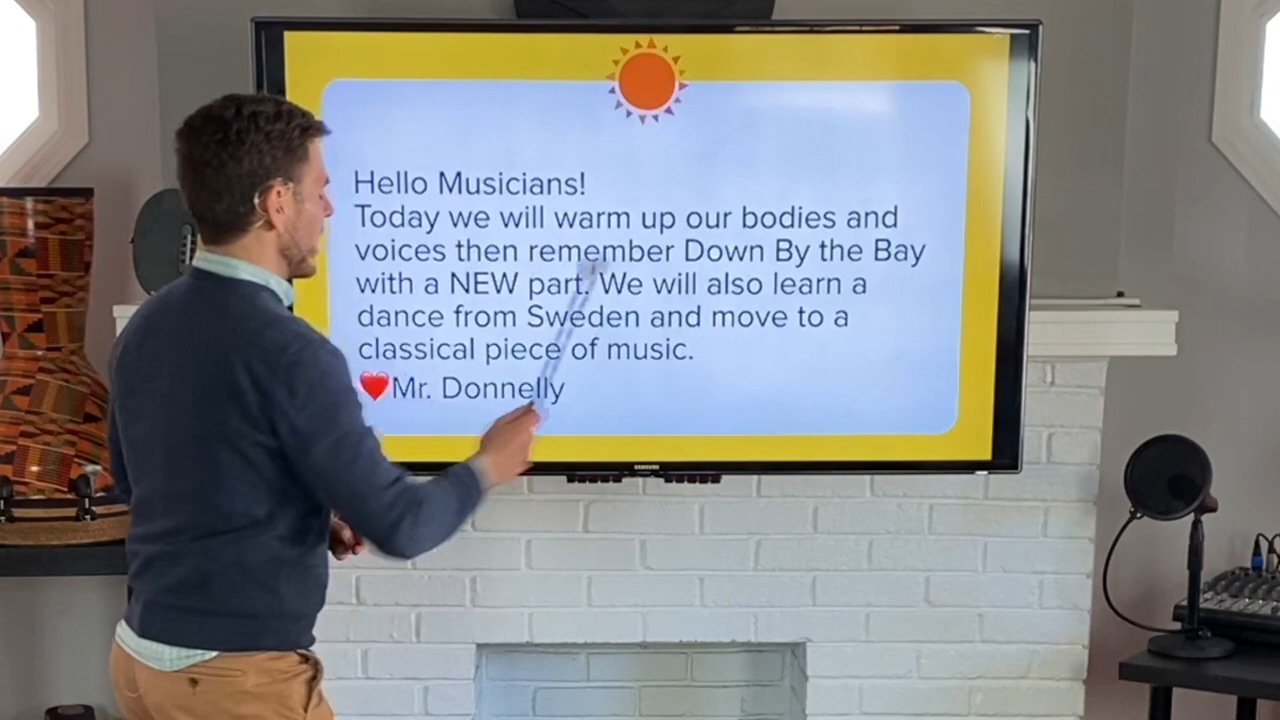 Hello Musicians!
Today we will warm up our bodies and
voices then remember Down By the Bay
with a NEW part. We will also learn a
dance from Sweden and move to a
classical piece of music.
❤️Mr. Donnelly
SAMSUNG